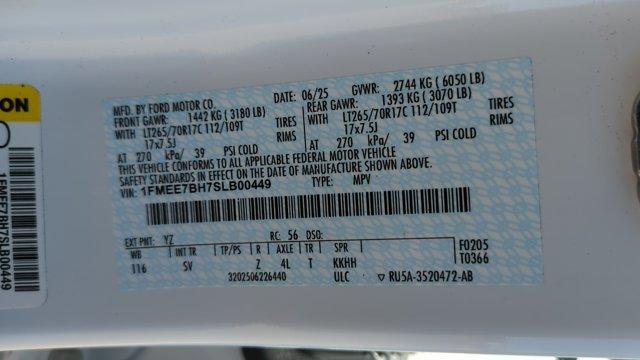 ION
1FMEE7BH7SLB00449
MFD. BY FORD MOTOR CO.
DATE: 06/25 GVWR: 2744 KG ( 6050 LB)
FRONT GAWR: 1442 KG ( 3180 LB) REAR GAWR: 1393 KG ( 3070 LB)
WITH LT265/70R17C 112/109T TIRES WITH LT265/70R17C 112/109T TIRES
17x7.5J RIMS 17x7.5J RIMS
AT 270 kPa/ 39 PSI COLD AT 270 kPa/ 39 PSI COLD
THIS VEHICLE CONFORMS TO ALL APPLICABLE FEDERAL MOTOR VEHICLE
SAFETY STANDARDS IN EFFECT ON THE DATE OF MANUFACTURE SHOWN ABOVE.
VIN: 1FMEE7BH7SLB00449 TYPE: MPV
EXT PNT: YZ RC: 56 DSO:
WB INT TR TP/PS R AXLE TR SPR F0205
116 SV Z 4L T KKHH T0366
3202506226440 ULC ▽ RU5A-3520472-AB